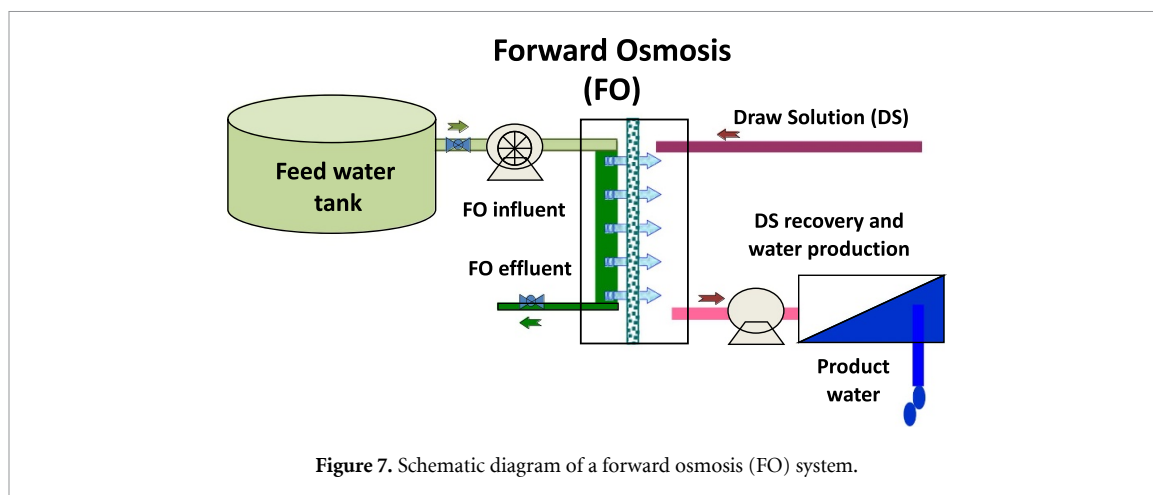 Forward Osmosis
(FO)
Draw Solution (DS)
Feed water
tank
FO influent
DS recovery and
water production
FO effluent
Product
water
Figure 7. Schematic diagram of a forward osmosis (FO) system.